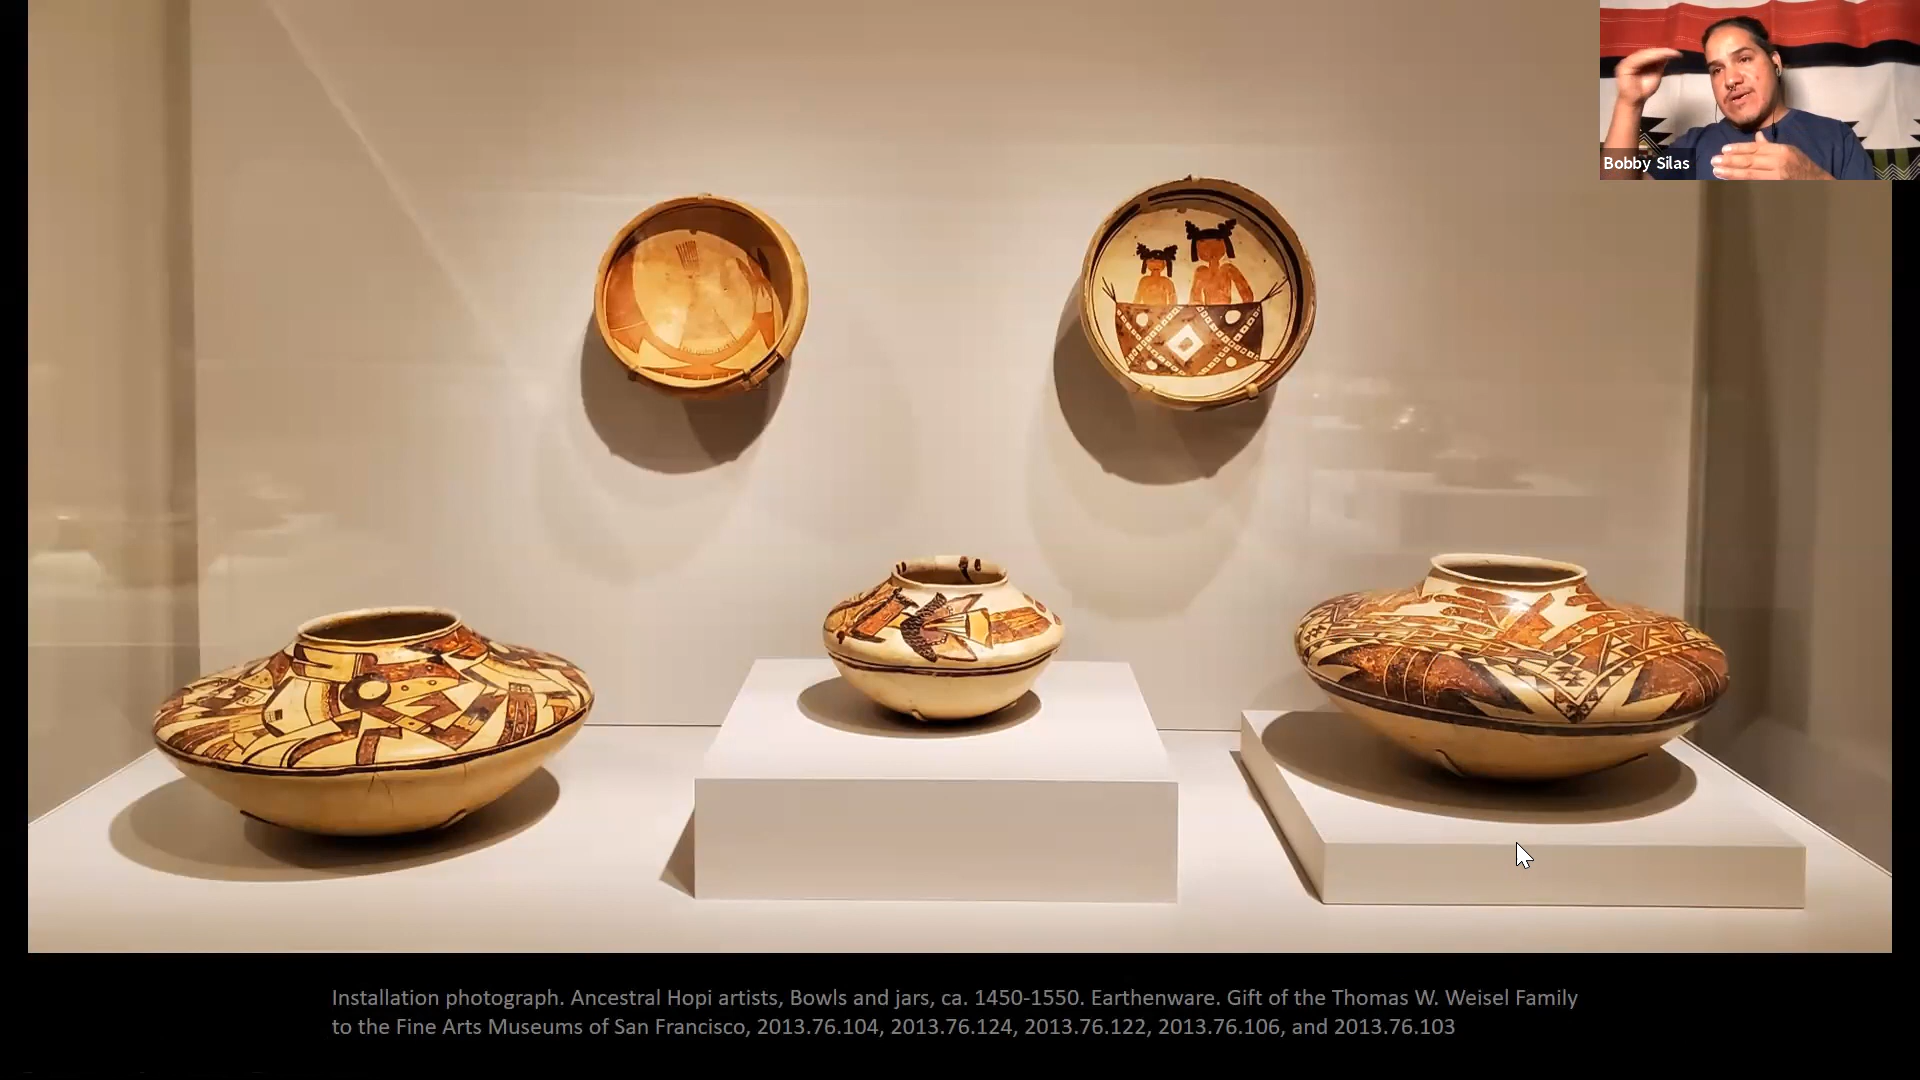 Bobby Silas
Installation photograph. Ancestral Hopi artists, Bowls and jars, ca. 1450-1550. Earthenware. Gift of the Thomas W. Weisel Family
to the Fine Arts Museums of San Francisco, 2013.76.104, 2013.76.124, 2013.76.122, 2013.76.106, and 2013.76.103